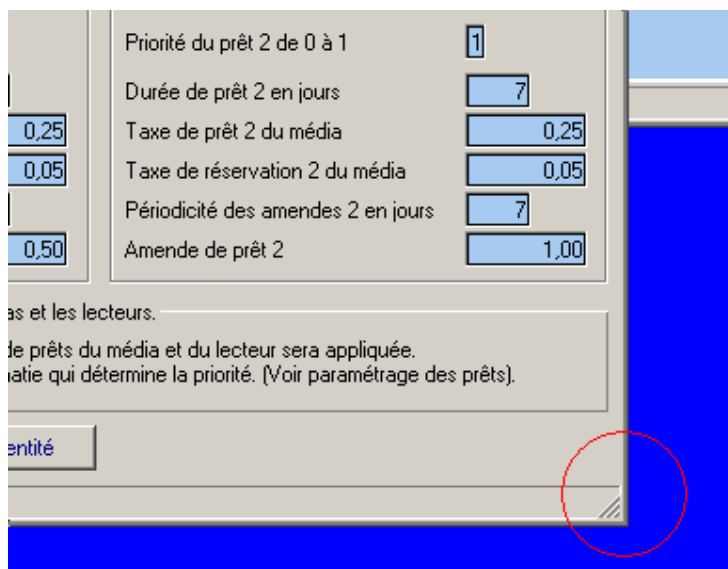 Priorité du prêt 2 de 0 à 1 1
Durée de prêt 2 en jours 7
0,25 Taxe de prêt 2 du média 0,25
0,05 Taxe de réservation 2 du média 0,05
Périodicité des amendes 2 en jours 7
0,50 Amende de prêt 2 1,00
as et les lecteurs.
de prêts du média et du lecteur sera appliquée.
natie qui détermine la priorité. (Voir paramétrage des prêts).
entité